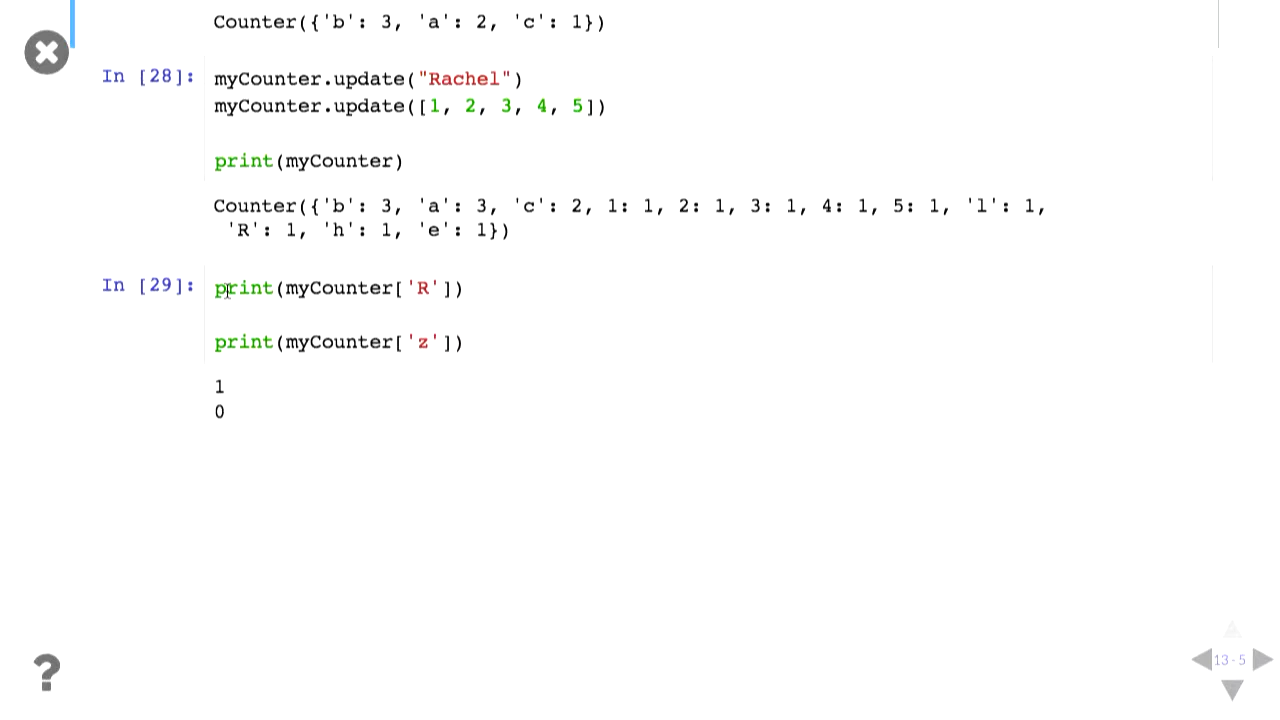 Counter({'b': 3, 'a': 2, 'c': 1})
In [28]: myCounter.update("Rachel")
myCounter.update([1, 2, 3, 4, 5])
print(myCounter)
Counter({'b': 3, 'a': 3, 'c': 2, 1: 1, 2: 1, 3: 1, 4: 1, 5: 1, 'l': 1,
'R': 1, 'h': 1, 'e': 1})
In [29]: print(myCounter['R'])
print(myCounter['z'])
1
0
?
13-5